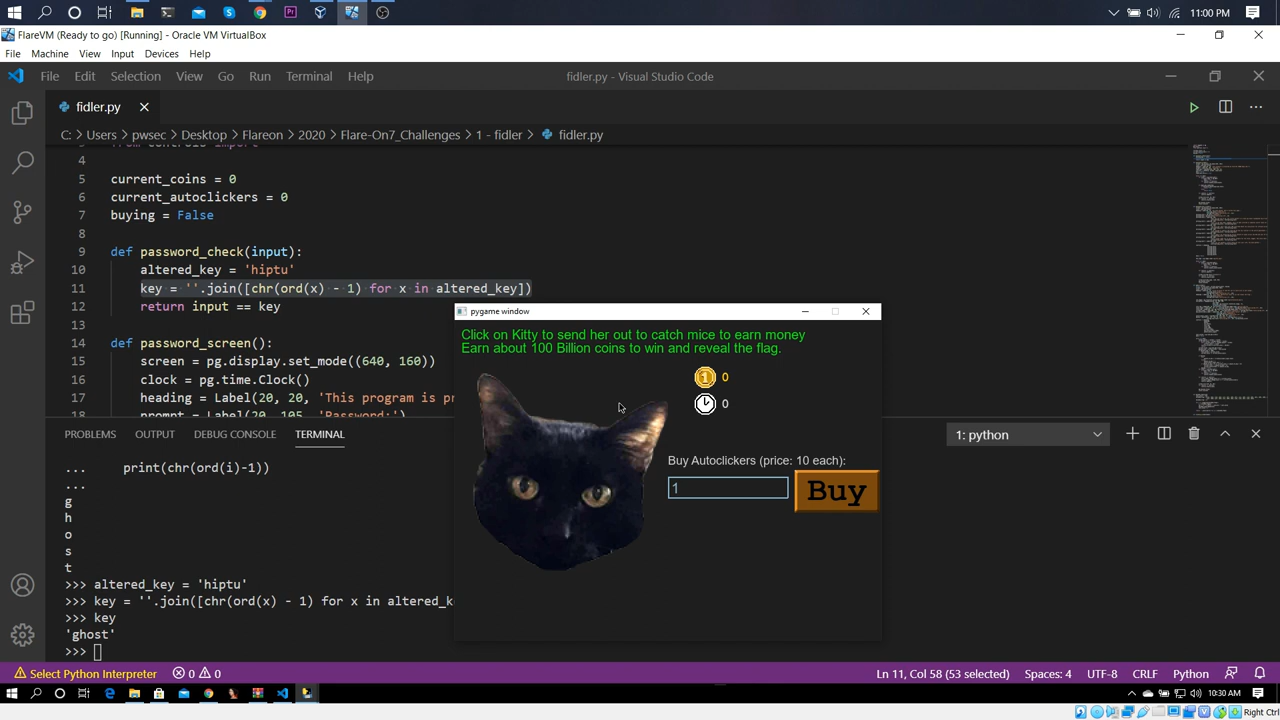 11:00 PM
FlareVM (Ready to go) [Running] - Oracle VM VirtualBox
File Machine View Input Devices Help
File Edit Selection View Go Run Terminal Help
fidler.py - Visual Studio Code
fidler.py
C: > Users > pwsec > Desktop > Flareon > 2020 > Flare-On7_Challenges > 1 - fidler > fidler.py
4
5 current_coins = 0
6 current_autoclickers = 0
7 buying = False
8
9 def password_check(input):
10 altered_key = 'hiptu'
11 key = ''.join([chr(ord(x) - 1) for x in altered_key])
12 return input == key
13
14 def password_screen():
15 screen = pg.display.set_mode((640, 160))
16 clock = pg.time.Clock()
17 heading = Label(20, 20, 'This program is pr
18 prompt = Label(20, 105, 'Password:')
pygame window
Click on Kitty to send her out to catch mice to earn money
Earn about 100 Billion coins to win and reveal the flag.
1 0
0
Buy Autoclickers (price: 10 each):
1
Buy
PROBLEMS OUTPUT DEBUG CONSOLE TERMINAL
1: python
... print(chr(ord(i)-1))
...
g
h
o
s
t
>>> altered_key = 'hiptu'
>>> key = ''.join([chr(ord(x) - 1) for x in altered_k
>>> key
'ghost'
>>>
Select Python Interpreter 0 0
Ln 11, Col 58 (53 selected) Spaces: 4 UTF-8 CRLF Python
10:30 AM
Right Ctrl